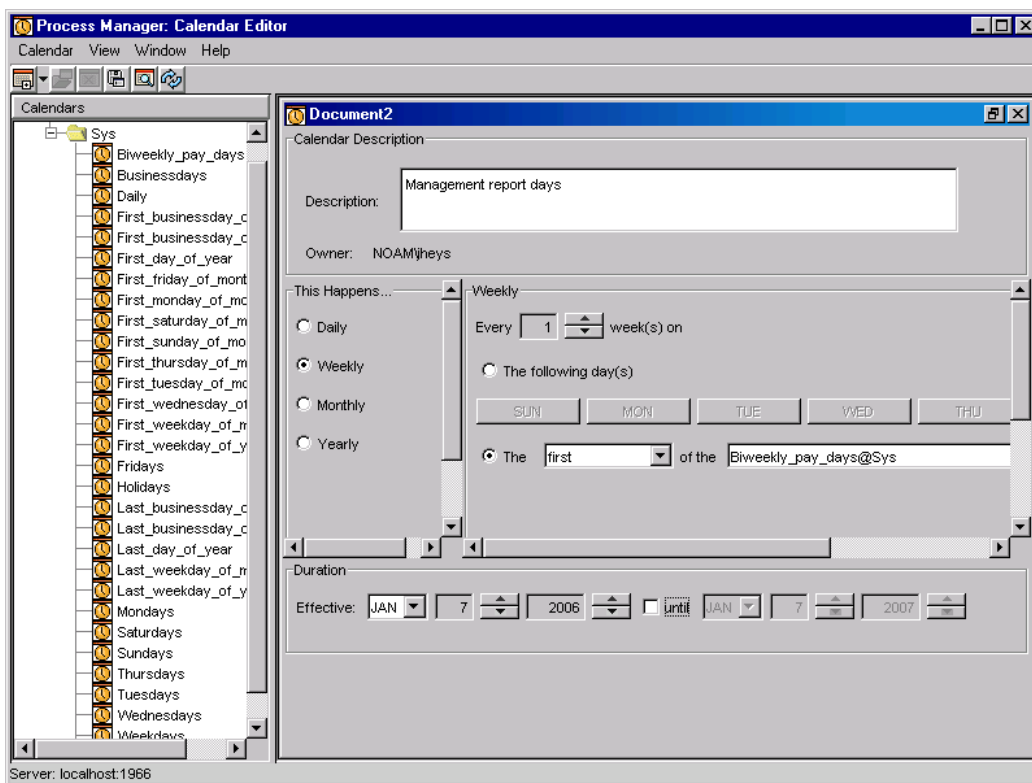 Process Manager: Calendar Editor
Calendar View Window Help
Calendars
Sys
Biweekly_pay_days
Businessdays
Daily
First_businessday_c
First_businessday_c
First_day_of_year
First_friday_of_mont
First_monday_of_mc
First_saturday_of_m
First_sunday_of_mo
First_thursday_of_m
First_tuesday_of_mc
First_wednesday_of
First_weekday_of_m
First_weekday_of_y
Fridays
Holidays
Last_businessday_c
Last_businessday_c
Last_day_of_year
Last_weekday_of_m
Last_weekday_of_y
Mondays
Saturdays
Sundays
Thursdays
Tuesdays
Wednesdays
Weekdays
Document2
Calendar Description
Description: Management report days
Owner: NOAM\jheys
This Happens...
Daily
Weekly
Monthly
Yearly
Weekly
Every 1 week(s) on
The following day(s)
SUN MON TUE WED THU
The first of the Biweekly_pay_days@Sys
Duration
Effective: JAN 7 2006 until JAN 7 2007
Server: localhost:1966